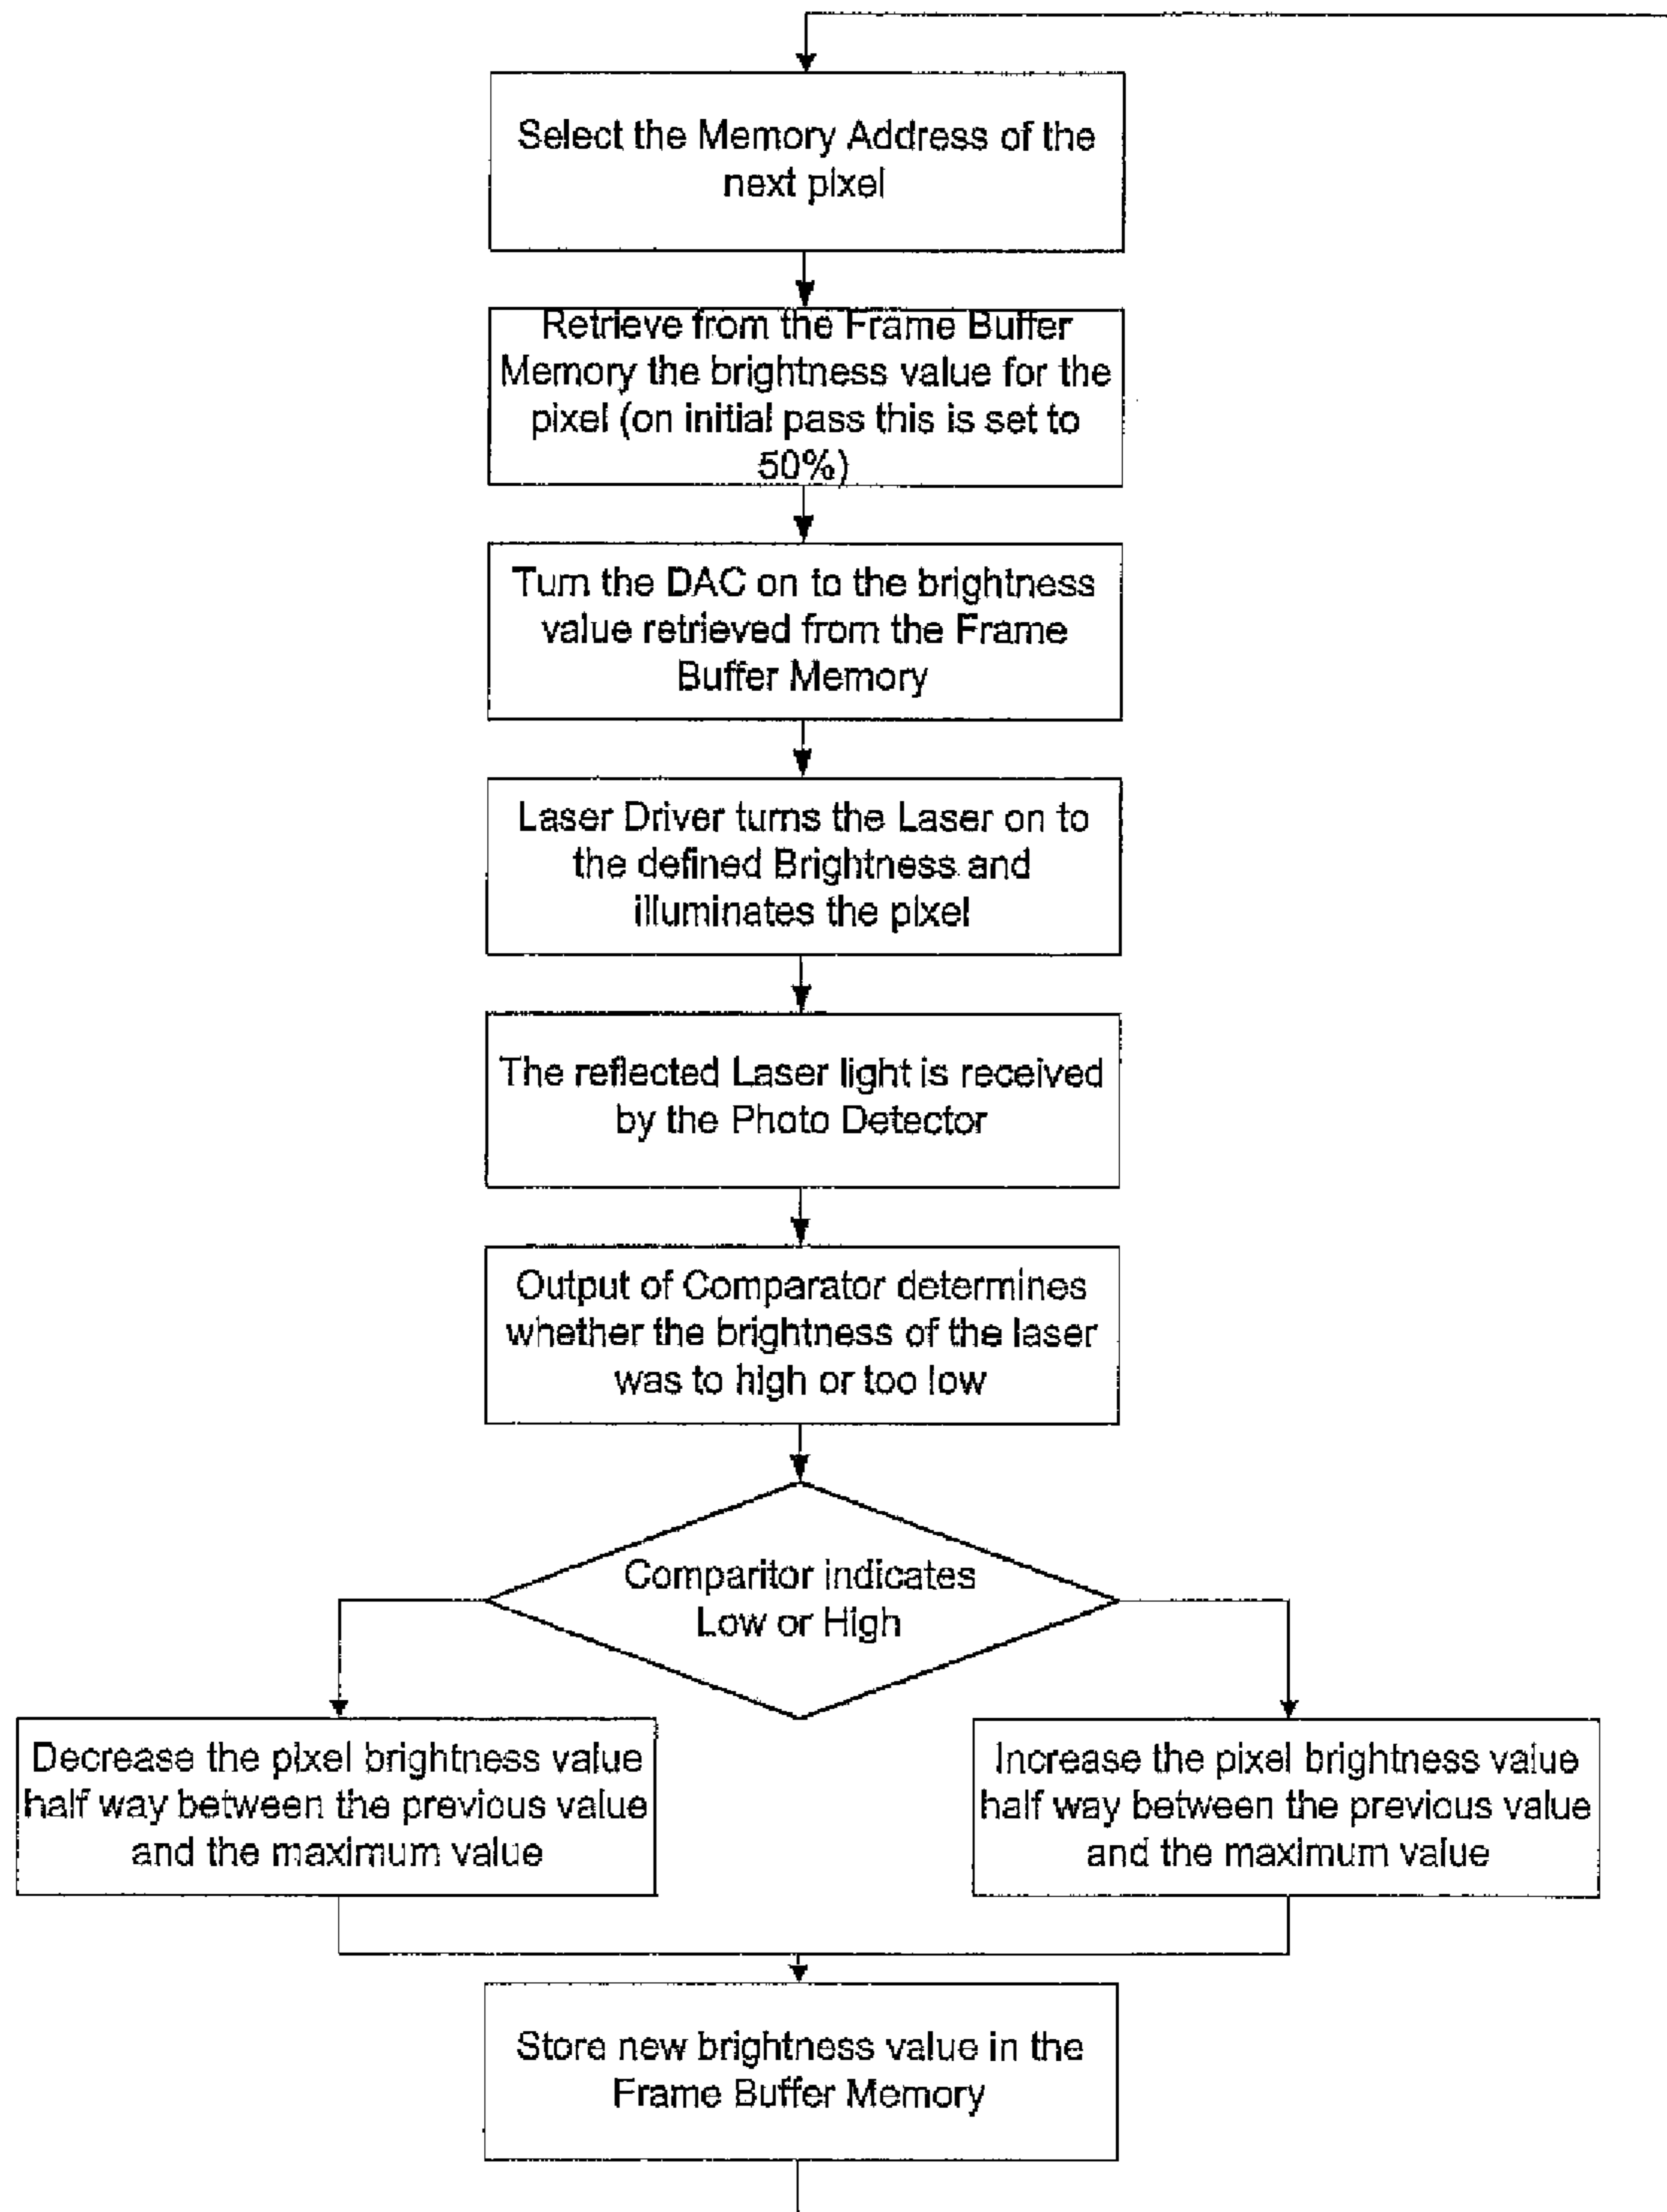 Select the Memory Address of the
next pixel
Retrieve from the Frame Buffer
Memory the brightness value for the
pixel (on initial pass this is set to
50%)
Turn the DAC on to the brightness
value retrieved from the Frame
Buffer Memory
Laser Driver turns the Laser on to
the defined Brightness and
illuminates the pixel
The reflected Laser light is received
by the Photo Detector
Output of Comparator determines
whether the brightness of the laser
was to high or too low
Comparitor indicates
Low or High
Decrease the pixel brightness value
half way between the previous value
and the maximum value
Increase the pixel brightness value
half way between the previous value
and the maximum value
Store new brightness value in the
Frame Buffer Memory